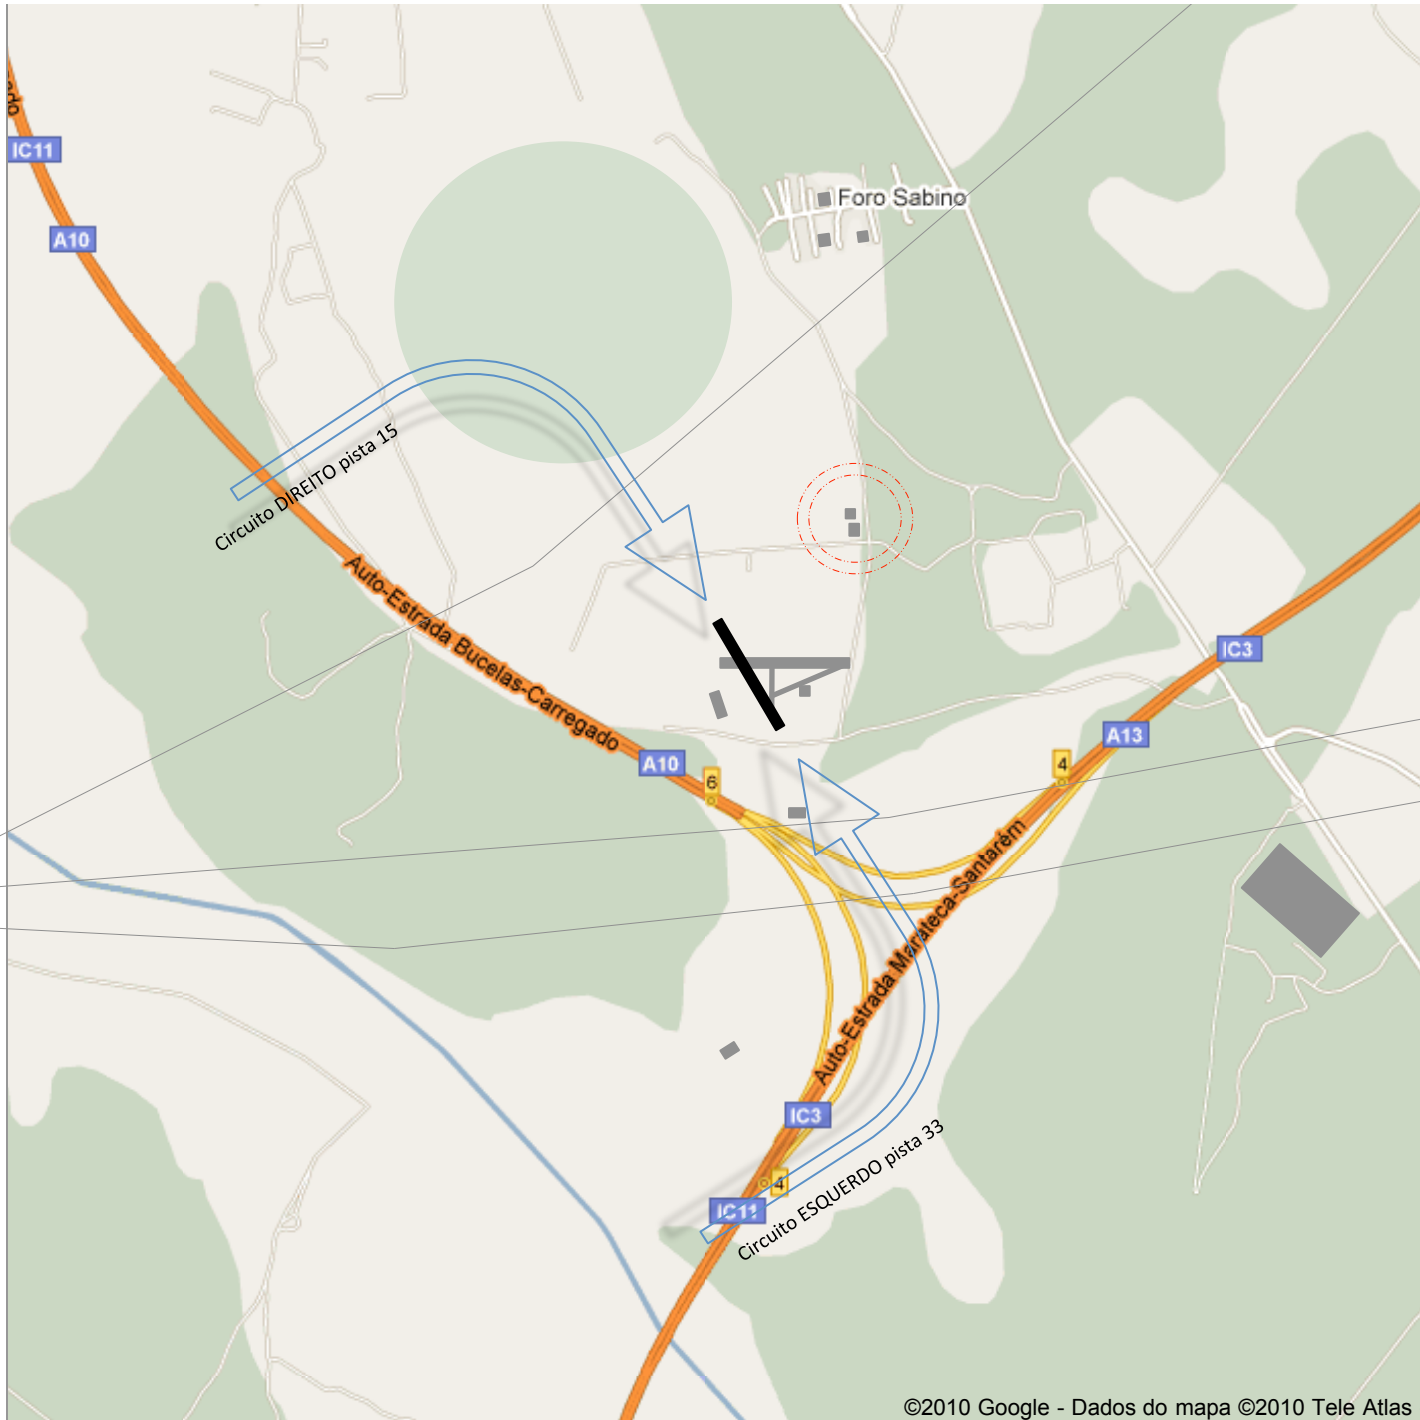 IC11
A10
Foro Sabino
Circuito DIREITO pista 15
Auto-Estrada Bucelas-Carregado
IC3
A13
A10
6
4
Auto-Estrada Marateca-Santarém
IC3
4
IC11
Circuito ESQUERDO pista 33
©2010 Google - Dados do mapa ©2010 Tele Atlas